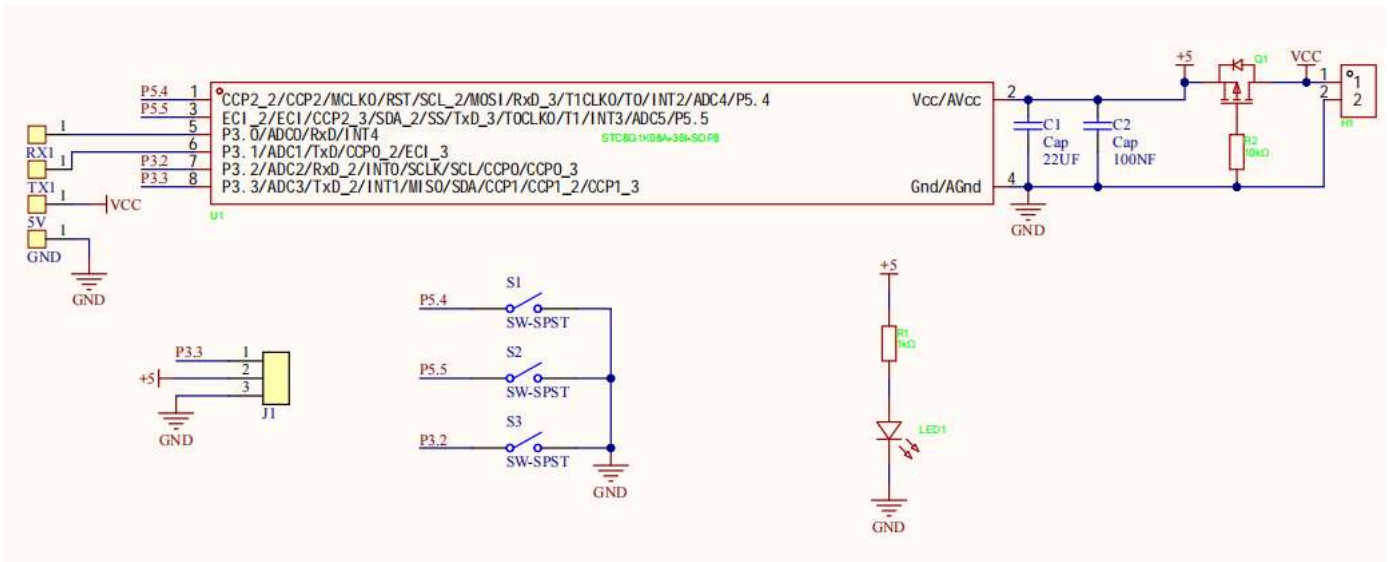 P5.4 1 CCP2_2/CCP2/MCLKO/RST/SCL_2/MOSI/RxD_3/T1CLKO/T0/INT2/ADC4/P5.4
P5.5 3 ECI_2/ECI/CCP2_3/SDA_2/SS/TxD_3/T0CLKO/T1/INT3/ADC5/P5.5
1 5 P3.0/ADC0/RxD/INT4
RX1
1 6 P3.1/ADC1/TxD/CCP0_2/ECI_3
TX1
P3.2 7 P3.2/ADC2/RxD_2/INT0/SCLK/SCL/CCP0/CCP0_3
P3.3 8 P3.3/ADC3/TxD_2/INT1/MISO/SDA/CCP1/CCP1_2/CCP1_3
STC8G1K08A-36I-SOP8
U1
Vcc/AVcc 2
Gnd/AGnd 4
1 VCC
5V
1
GND
GND
C1
Cap
22UF
C2
Cap
100NF
GND
+5
Q1
VCC
1
2
1
2
H1
R2
10kΩ
P3.3 1
+5 2
3
J1
GND
S1
P5.4
SW-SPST
S2
P5.5
SW-SPST
S3
P3.2
SW-SPST
GND
+5
R1
1kΩ
LED1
GND